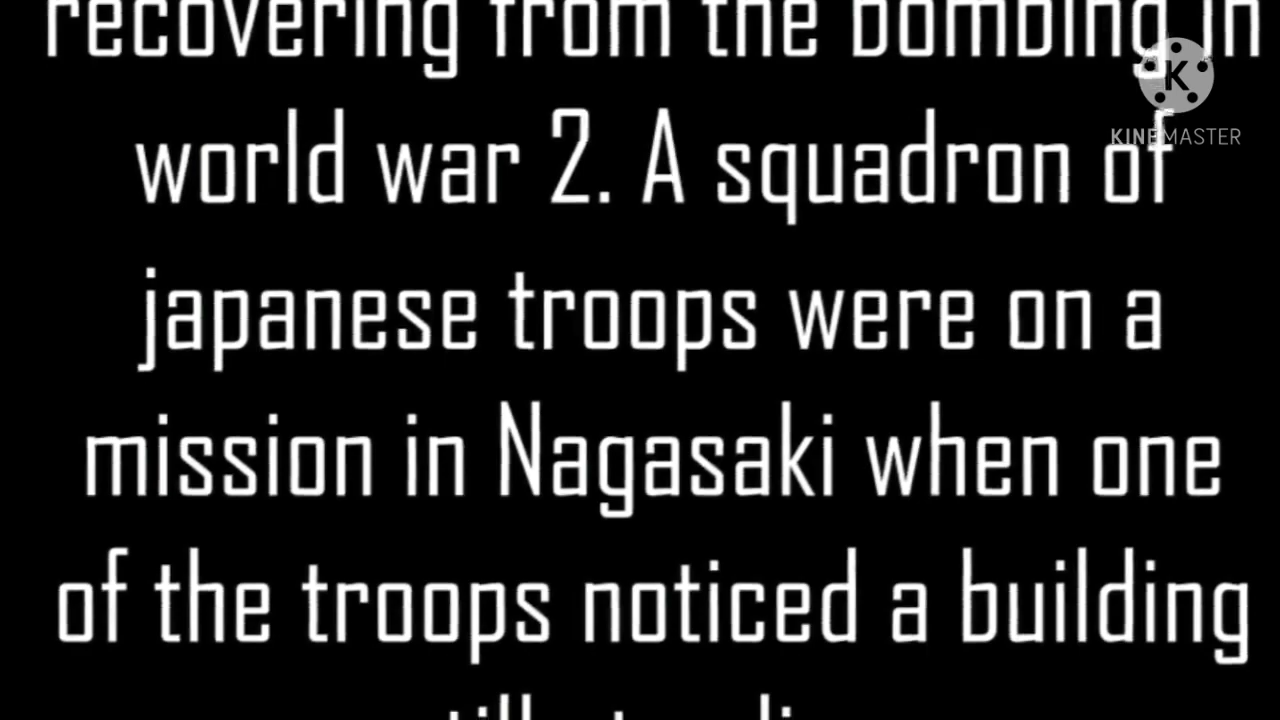 recovering from the bombing in
world war 2. A squadron of
japanese troops were on a
mission in Nagasaki when one
of the troops noticed a building
K
KINEMASTER